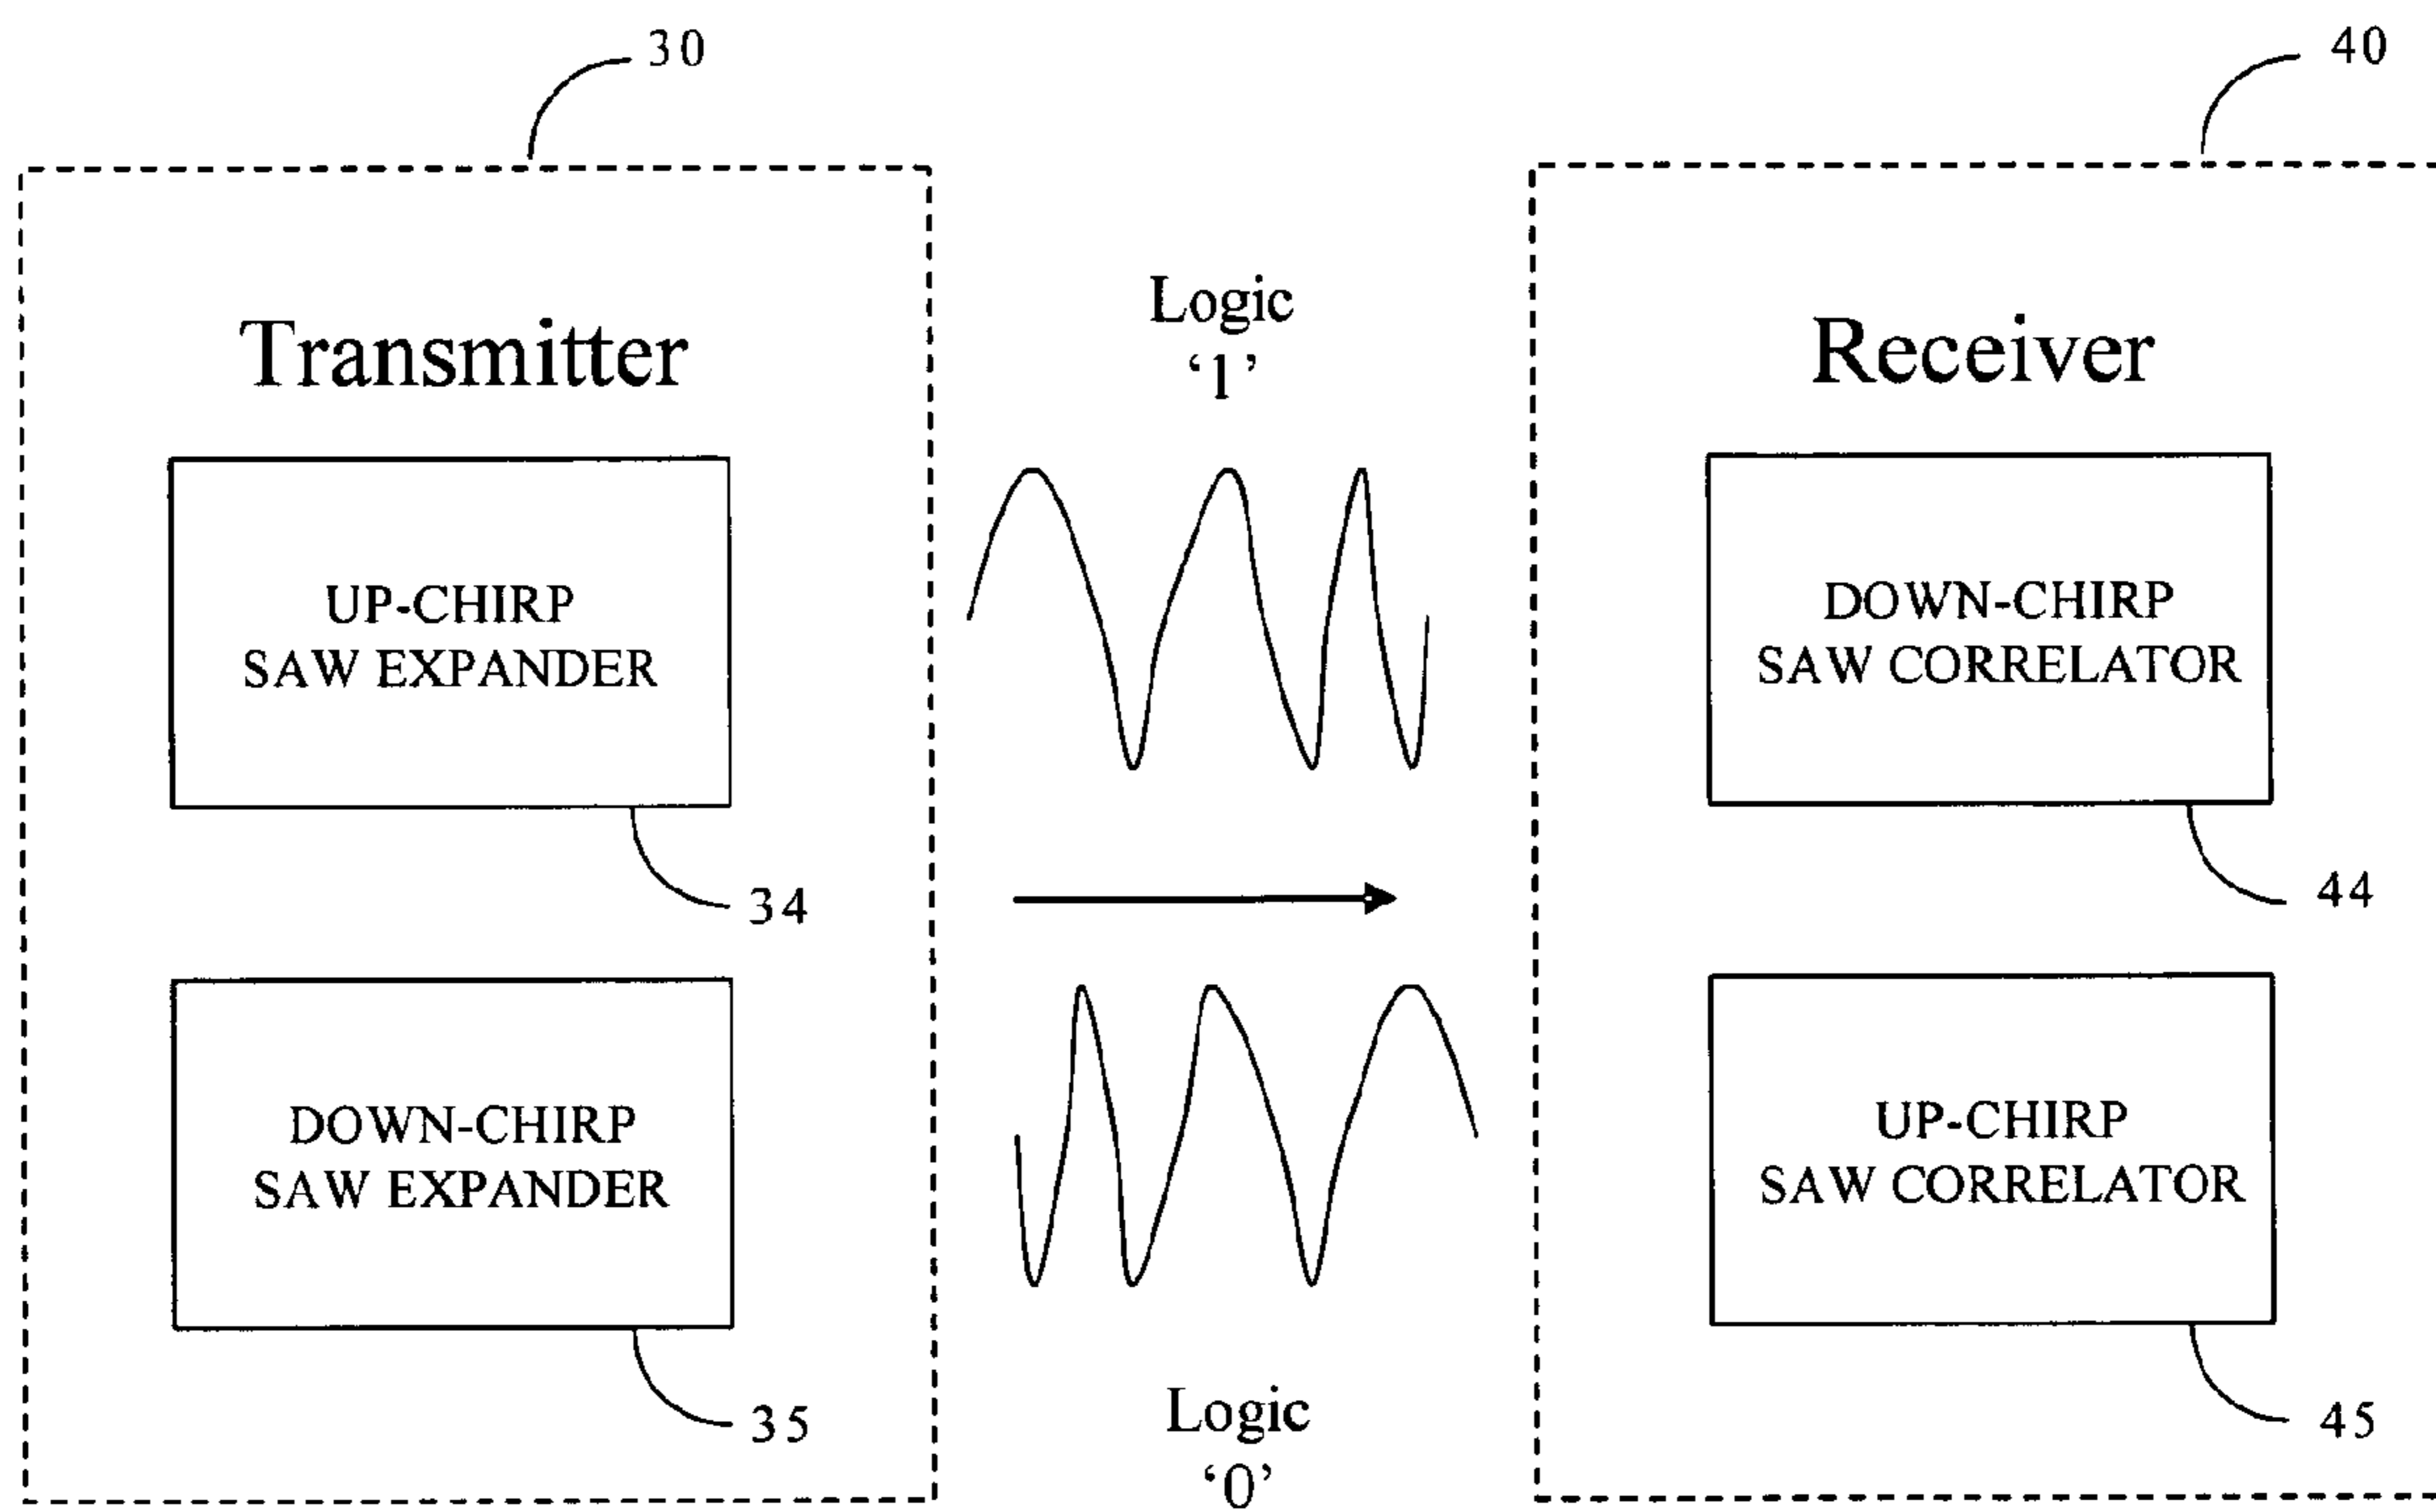 30
40
Transmitter
Logic
‘1’
Receiver
UP-CHIRP
SAW EXPANDER
DOWN-CHIRP
SAW CORRELATOR
34
44
DOWN-CHIRP
SAW EXPANDER
UP-CHIRP
SAW CORRELATOR
35
45
Logic
‘0’